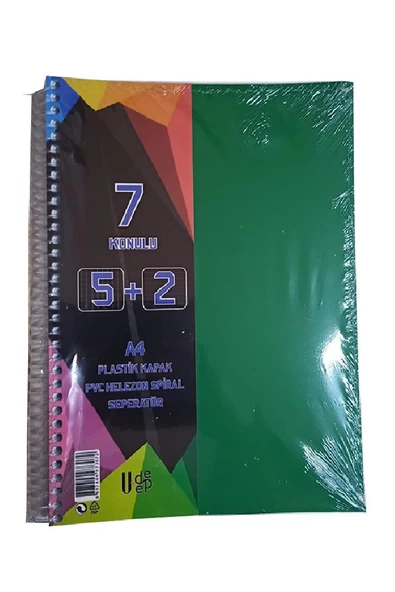 7
KONULU
5+2
A4
PLASTİK KAPAK
PVC HELEZON SPİRAL
SEPERATÖR
U deep